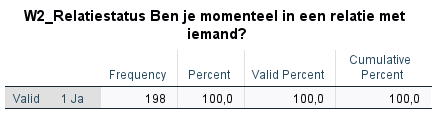 W2_Relatiestatus Ben je momenteel in een relatie met
iemand?
Frequency Percent Valid Percent Cumulative Percent
Valid 1 Ja 198 100,0 100,0 100,0